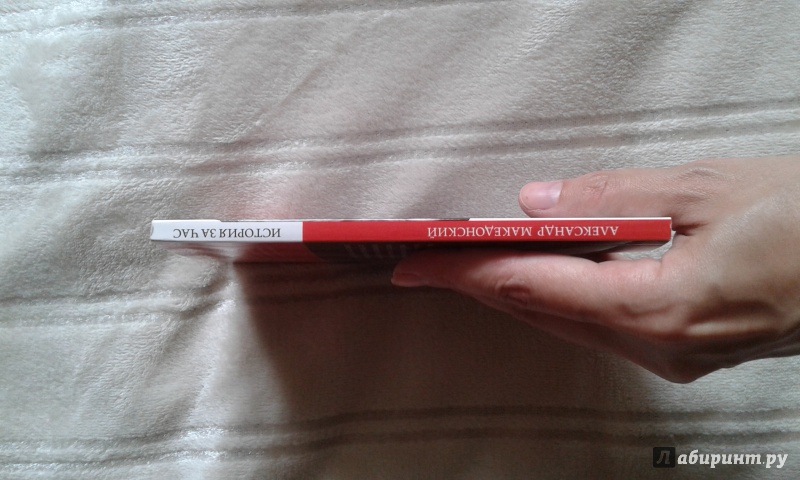 АЛЕКСАНДР МАКЕДОНСКИЙ
ИСТОРИЯ ЗА ЧАС
Лабиринт.ру